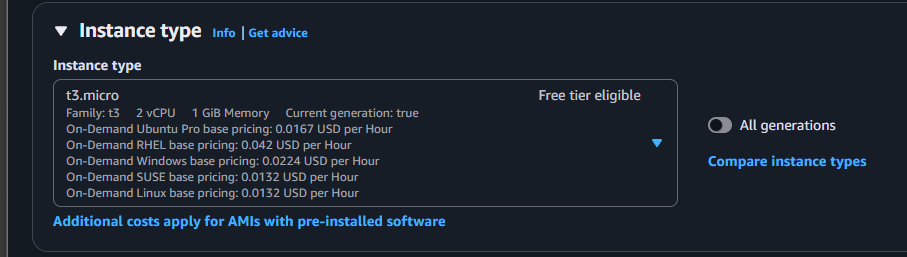 Instance type Info | Get advice
Instance type
t3.micro Free tier eligible
Family: t3 2 vCPU 1 GiB Memory Current generation: true
On-Demand Ubuntu Pro base pricing: 0.0167 USD per Hour
On-Demand RHEL base pricing: 0.042 USD per Hour
On-Demand Windows base pricing: 0.0224 USD per Hour
On-Demand SUSE base pricing: 0.0132 USD per Hour
On-Demand Linux base pricing: 0.0132 USD per Hour
All generations
Compare instance types
Additional costs apply for AMIs with pre-installed software